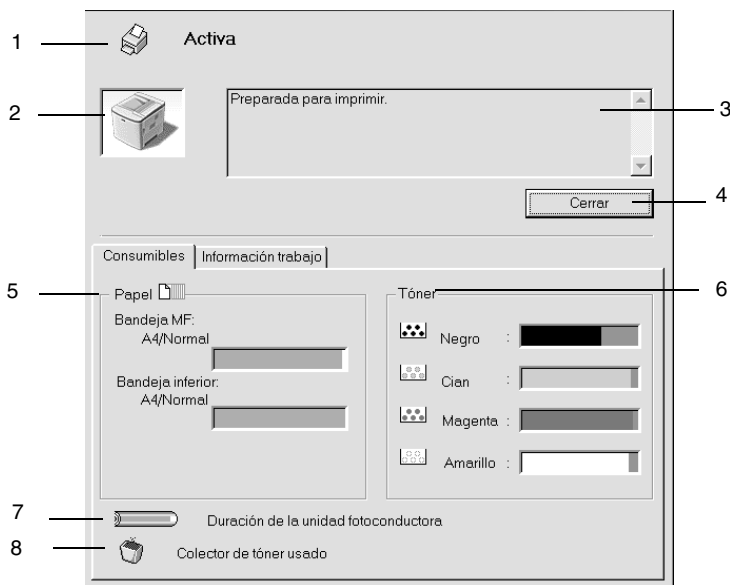 1
Activa
2
Preparada para imprimir.
3
4
Cerrar
Consumibles
Información trabajo
5
Papel
Bandeja MF:
A4/Normal
Bandeja inferior:
A4/Normal
6
Tóner
Negro :
Cian :
Magenta :
Amarillo :
7
Duración de la unidad fotoconductora
8
Colector de tóner usado